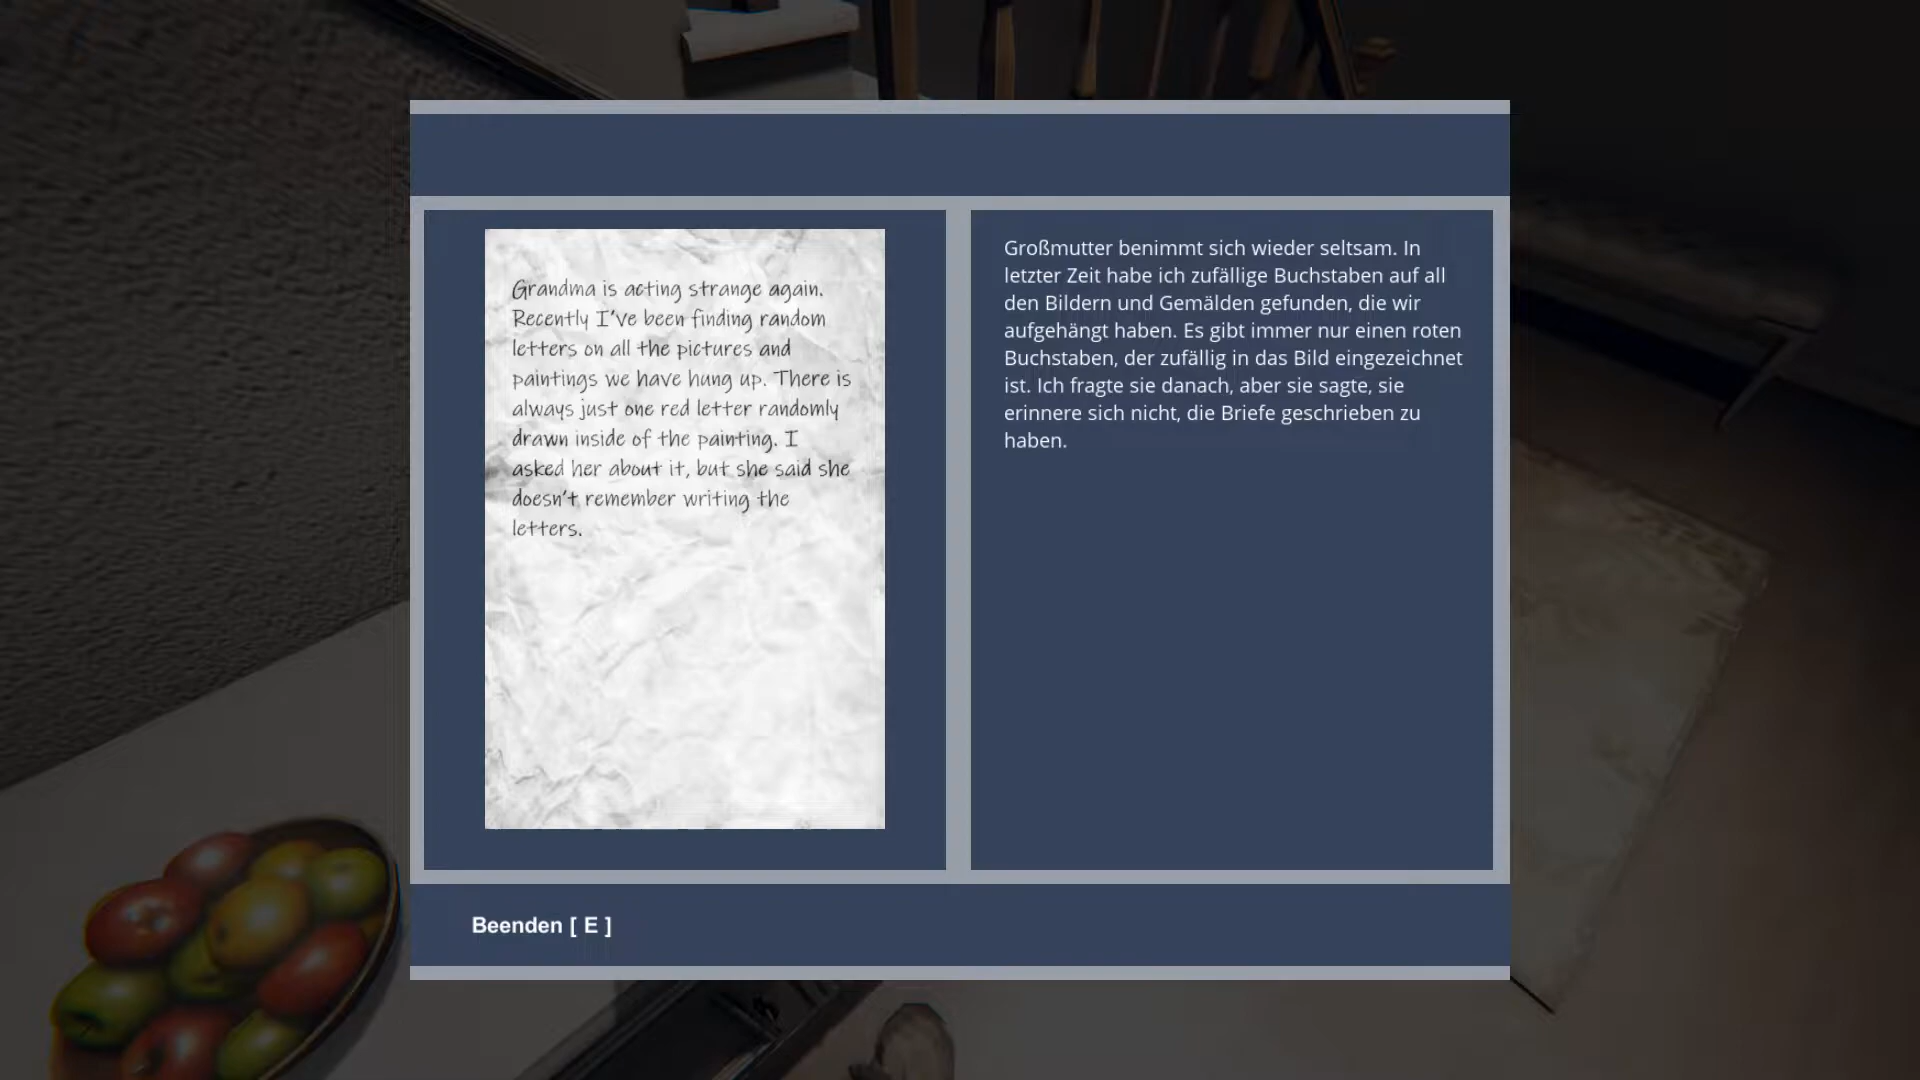 Grandma is acting strange again.
Recently I've been finding random
letters on all the pictures and
paintings we have hung up. There is
always just one red letter randomly
drawn inside of the painting. I
asked her about it, but she said she
doesn't remember writing the
letters.
Großmutter benimmt sich wieder seltsam. In
letzter Zeit habe ich zufällige Buchstaben auf all
den Bildern und Gemälden gefunden, die wir
aufgehängt haben. Es gibt immer nur einen roten
Buchstaben, der zufällig in das Bild eingezeichnet
ist. Ich fragte sie danach, aber sie sagte, sie
erinnere sich nicht, die Briefe geschrieben zu
haben.
Beenden [ E ]